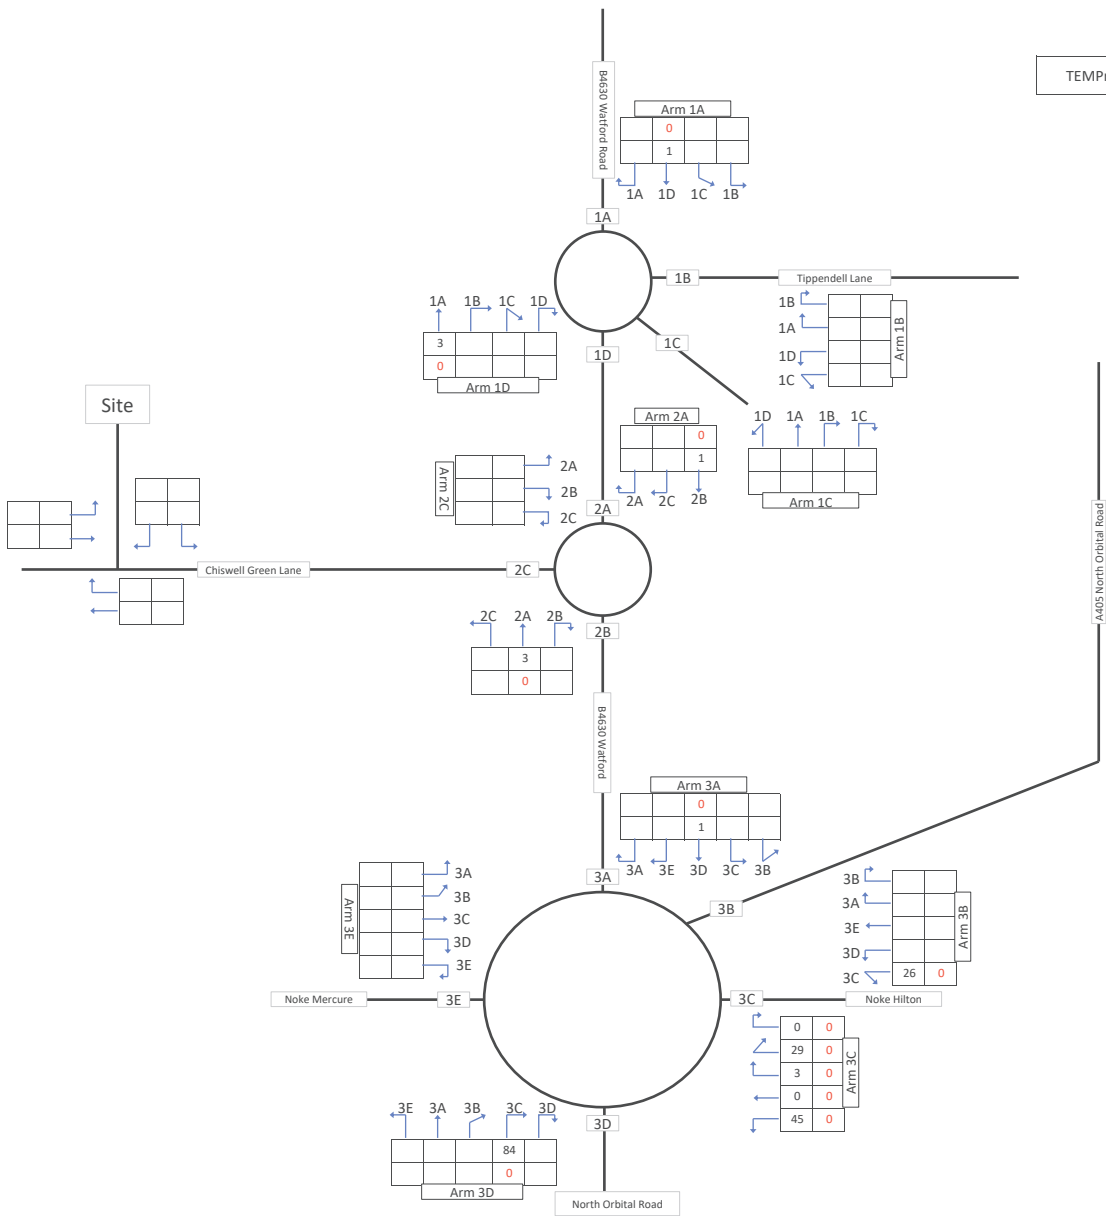 TEMPr
B4630 Watford Road
Arm 1A
0
1
1A 1D 1C 1B
1A
1B
Tippendell Lane
1A 1B 1C 1D
3
0
Arm 1D
1D
1C
1B
1A
1D
1C
Arm 1B
Site
Arm 2A
0
1
2A 2C 2B
1D 1A 1B 1C
Arm 1C
Arm 2C
2A
2B
2C
2A
A405 North Orbital Road
Chiswell Green Lane
2C
2B
2C 2A 2B
3
0
B4630 Watford
Arm 3A
0
1
3A 3E 3D 3C 3B
3A
3B
Arm 3E
3A
3B
3C
3D
3E
3B
3A
3E
3D
3C 26 0
Arm 3B
Noke Mercure
3E
3C
Noke Hilton
0 0
29 0
3 0
0 0
45 0
Arm 3C
3E 3A 3B 3C 3D
84
0
Arm 3D
3D
North Orbital Road